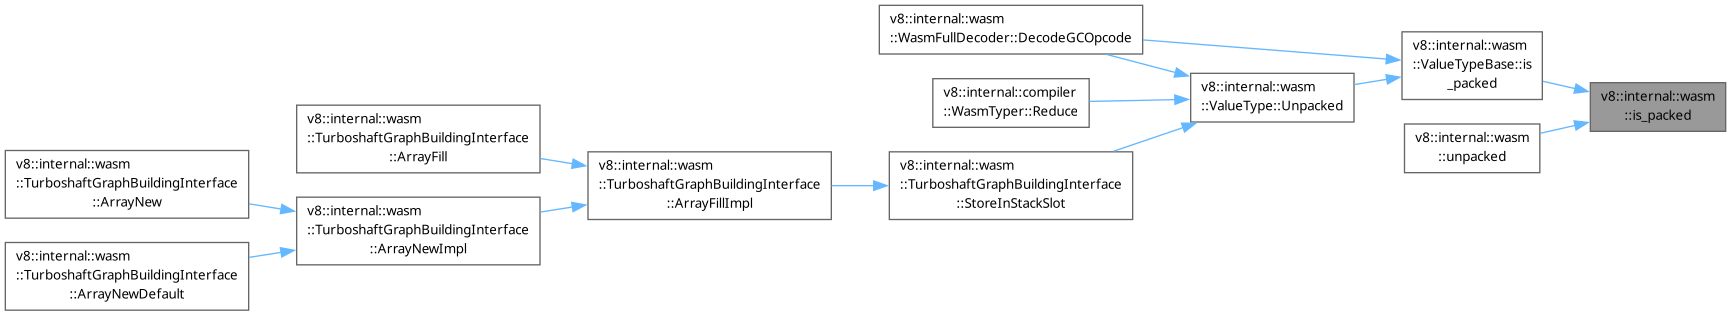 v8::internal::wasm
::WasmFullDecoder::DecodeGCOpcode
v8::internal::wasm
::ValueTypeBase::is
_packed
v8::internal::wasm
::ValueType::Unpacked
v8::internal::compiler
::WasmTyper::Reduce
v8::internal::wasm
::is_packed
v8::internal::wasm
::TurboshaftGraphBuildingInterface
::ArrayFill
v8::internal::wasm
::unpacked
v8::internal::wasm
::TurboshaftGraphBuildingInterface
::ArrayNew
v8::internal::wasm
::TurboshaftGraphBuildingInterface
::ArrayFillImpl
v8::internal::wasm
::TurboshaftGraphBuildingInterface
::StoreInStackSlot
v8::internal::wasm
::TurboshaftGraphBuildingInterface
::ArrayNewImpl
v8::internal::wasm
::TurboshaftGraphBuildingInterface
::ArrayNewDefault